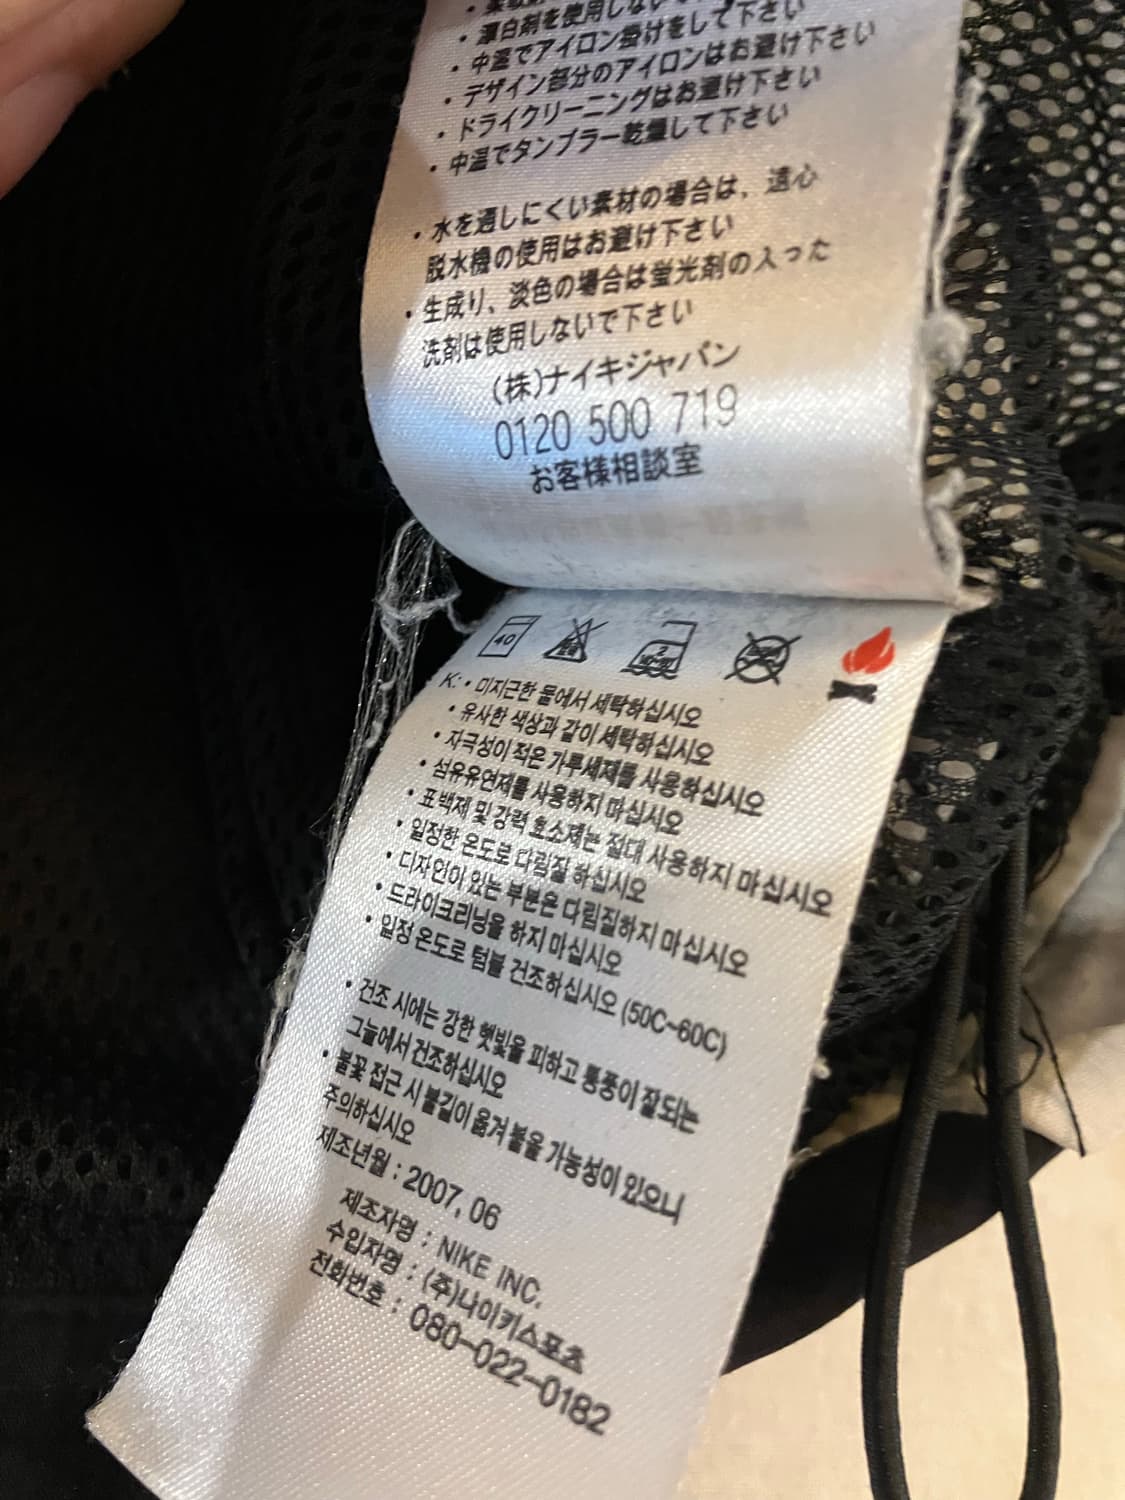 ・漂白剤を使用しない
・中温でアイロン掛けをして下さい
・デザイン部分のアイロンはお避け下さい
・ドライクリーニングはお避け下さい
・中温でタンブラー乾燥して下さい
・水を通しにくい素材の場合は、遠心
脱水機の使用はお避け下さい
・生成り、淡色の場合は蛍光剤の入った
洗剤は使用しないで下さい
(株)ナイキジャパン
0120 500 719
お客様相談室
40
2
K: • 미지근한 물에서 세탁하십시오
• 유사한 색상과 같이 세탁하십시오
• 자극성이 적은 가루세제를 사용하십시오
• 섬유유연제를 사용하지 마십시오
• 표백제 및 강력 효소제는 절대 사용하지 마십시오
• 일정한 온도로 다림질 하십시오
• 디자인이 있는 부분은 다림질하지 마십시오
• 드라이크리닝을 하지 마십시오
• 일정 온도로 텀블 건조하십시오 (50C~60C)
• 건조 시에는 강한 햇빛을 피하고 통풍이 잘되는
그늘에서 건조하십시오
• 불꽃 접근 시 불길이 옮겨 붙을 가능성이 있으니
주의하십시오
제조년월 : 2007. 06
제조자명 : NIKE INC.
수입자명 : (주)나이키스포츠
전화번호 : 080-022-0182